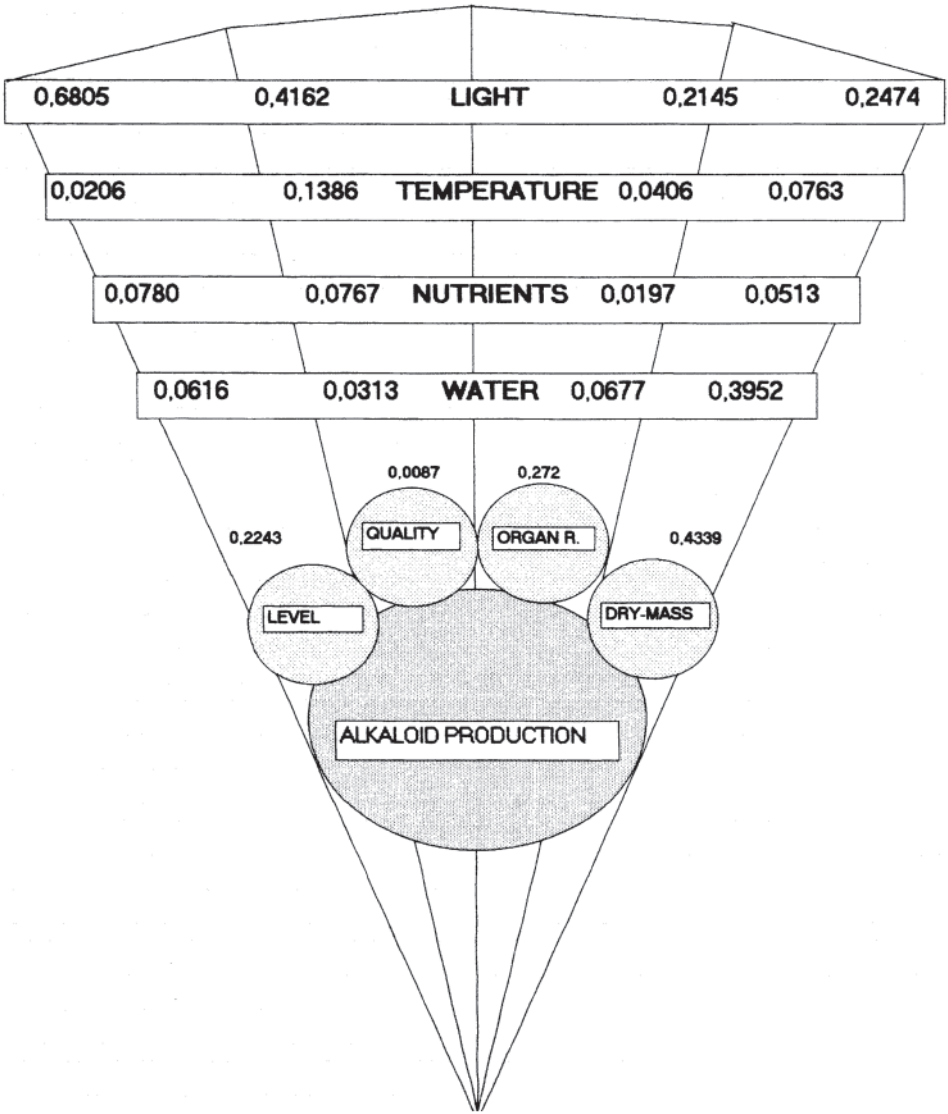 0,6805 0,4162 LIGHT 0,2145 0,2474
0,0206 0,1386 TEMPERATURE 0,0406 0,0763
0,0780 0,0767 NUTRIENTS 0,0197 0,0513
0,0616 0,0313 WATER 0,0677 0,3952
0,0087 0,272
0,2243 QUALITY ORGAN R. 0,4339
LEVEL DRY-MASS
ALKALOID PRODUCTION